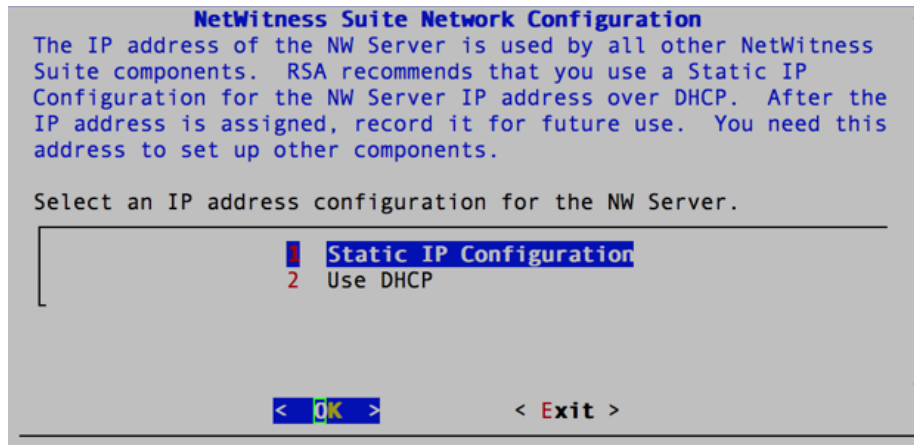 NetWitness Suite Network Configuration
The IP address of the NW Server is used by all other NetWitness
Suite components.  RSA recommends that you use a Static IP
Configuration for the NW Server IP address over DHCP.  After the
IP address is assigned, record it for future use.  You need this
address to set up other components.
Select an IP address configuration for the NW Server.
1  Static IP Configuration
2  Use DHCP
<  OK  >  < Exit >